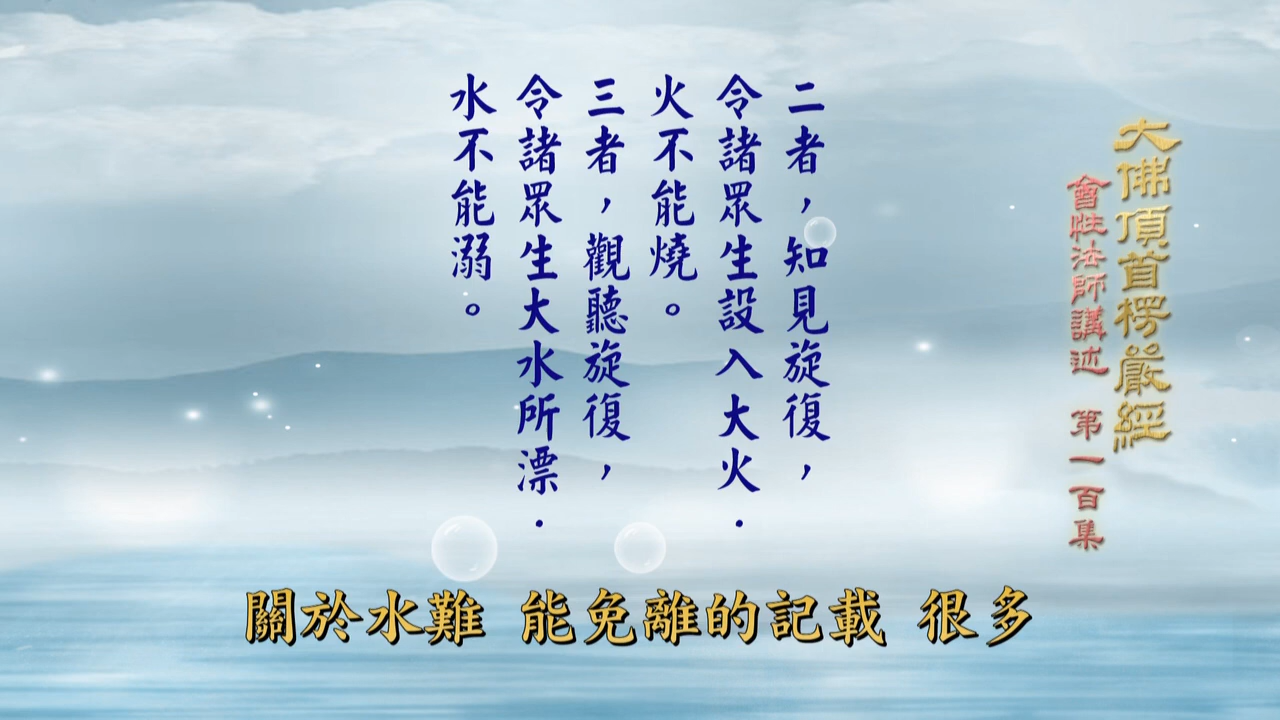 大佛頂首楞嚴經
會性法師講述 第一百集
二者，知見旋復，
令諸眾生設入大火．
火不能燒。
三者，觀聽旋復，
令諸眾生大水所漂．
水不能溺。
關於水難 能免離的記載 很多